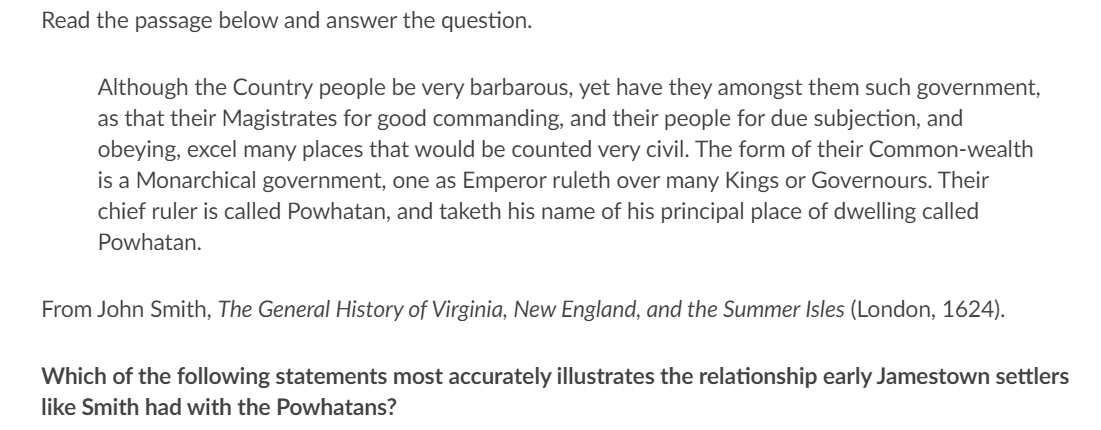 Read the passage below and answer the question.
Although the Country people be very barbarous, yet have they amongst them such government,
as that their Magistrates for good commanding, and their people for due subjection, and
obeying, excel many places that would be counted very civil. The form of their Common-wealth
is a Monarchical government, one as Emperor ruleth over many Kings or Governours. Their
chief ruler is called Powhatan, and taketh his name of his principal place of dwelling called
Powhatan.
From John Smith, The General History of Virginia, New England, and the Summer Isles (London, 1624).
Which of the following statements most accurately illustrates the relationship early Jamestown settlers
like Smith had with the Powhatans?